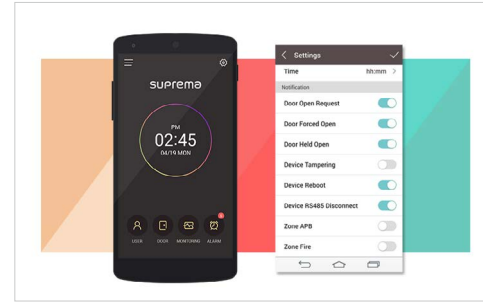 suprema
PM
02:45
04/19 MON
USER
DOOR
MONITORING
ALARM
Settings
Time
hh:mm
Notification
Door Open Request
Door Forced Open
Door Held Open
Device Tampering
Device Reboot
Device RS485 Disconnect
Zone APB
Zone Fire